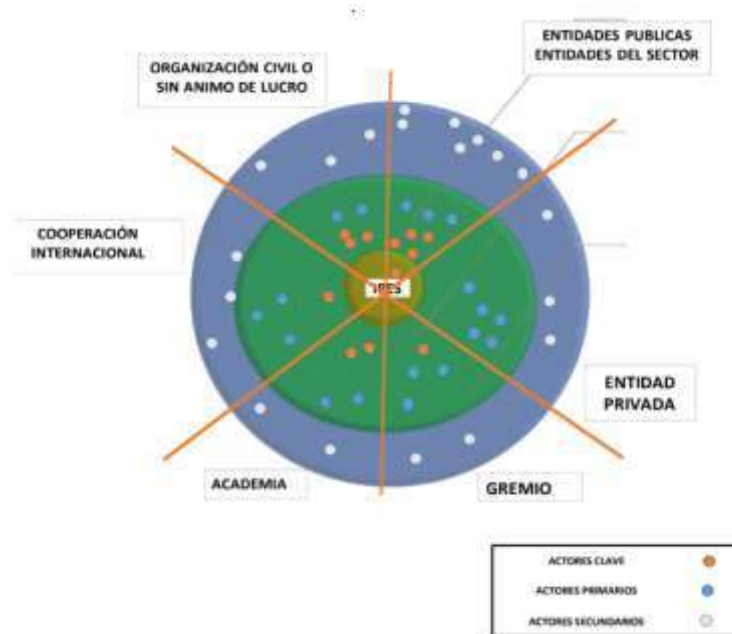 ENTIDADES PUBLICAS
ENTIDADES DEL SECTOR
ORGANIZACIÓN CIVIL O
SIN ANIMO DE LUCRO
COOPERACIÓN
INTERNACIONAL
IPES
ENTIDAD
PRIVADA
ACADEMIA
GREMIO
ACTORES CLAVE
ACTORES PRIMARIOS
ACTORES SECUNDARIOS